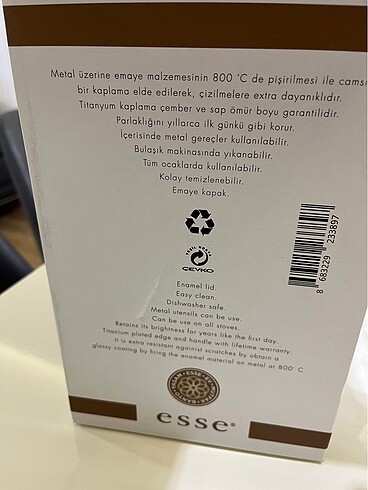 Metal üzerine emaye malzemesinin 800 °C de pişirilmesi ile camsı
bir kaplama elde edilerek, çizilmelere extra dayanıklıdır.
Titanyum kaplama çember ve sap ömür boyu garantilidir.
Parlaklığını yıllarca ilk günkü gibi korur.
İçerisinde metal gereçler kullanılabilir.
Bulaşık makinasında yıkanabilir.
Tüm ocaklarda kullanılabilir.
Kolay temizlenebilir.
Emaye kapak.
8 683229 233897
YEŞİL NOKTA
ÇEVKO
Enamel lid.
Easy clean.
Dishwasher safe.
Metal utensils can be use.
Can be use on all stoves.
Retains its brightness for years like the first day.
Titanium plated edge and handle with lifetime warranty.
it is extra resistant against scratches by obtain a
glossy coating by firing the enamel material on metal at 800° C
ESSE
esse®